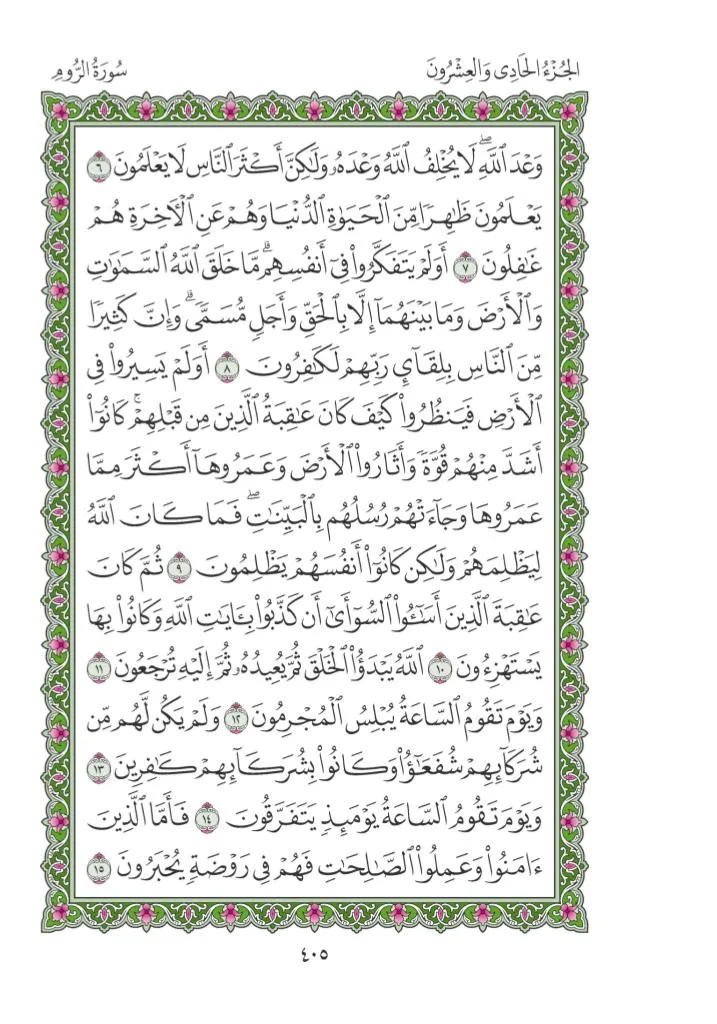 الجُزْءُ الحَادِى وَالعِشْرُونَ
سُورَةُ الرُّومِ
وَعْدَ ٱللَّهِۖ لَا يُخْلِفُ ٱللَّهُ وَعْدَهُۥ وَلَٰكِنَّ أَكْثَرَ ٱلنَّاسِ لَا يَعْلَمُونَ ٦
يَعْلَمُونَ ظَٰهِرًا مِّنَ ٱلْحَيَوٰةِ ٱلدُّنْيَا وَهُمْ عَنِ ٱلْأٓخِرَةِ هُمْ
غَٰفِلُونَ ٧ أَوَلَمْ يَتَفَكَّرُوا۟ فِىٓ أَنفُسِهِمۗ مَّا خَلَقَ ٱللَّهُ ٱلسَّمَٰوَٰتِ
وَٱلْأَرْضَ وَمَا بَيْنَهُمَآ إِلَّا بِٱلْحَقِّ وَأَجَلٍ مُّسَمًّىۗ وَإِنَّ كَثِيرًا
مِّنَ ٱلنَّاسِ بِلِقَآئِ رَبِّهِمْ لَكَٰفِرُونَ ٨ أَوَلَمْ يَسِيرُوا۟ فِى
ٱلْأَرْضِ فَيَنظُرُوا۟ كَيْفَ كَانَ عَٰقِبَةُ ٱلَّذِينَ مِن قَبْلِهِمْۚ كَانُوٓا۟
أَشَدَّ مِنْهُمْ قُوَّةً وَأَثَارُوا۟ ٱلْأَرْضَ وَعَمَرُوهَآ أَكْثَرَ مِمَّا
عَمَرُوهَا وَجَآءَتْهُمْ رُسُلُهُم بِٱلْبَيِّنَٰتِۖ فَمَا كَانَ ٱللَّهُ
لِيَظْلِمَهُمْ وَلَٰكِن كَانُوٓا۟ أَنفُسَهُمْ يَظْلِمُونَ ٩ ثُمَّ كَانَ
عَٰقِبَةَ ٱلَّذِينَ أَسَٰٓـُٔوا۟ ٱلسُّوٓأَىٰٓ أَن كَذَّبُوا۟ بِـَٔايَٰتِ ٱللَّهِ وَكَانُوا۟ بِهَا
يَسْتَهْزِءُونَ ١٠ ٱللَّهُ يَبْدَؤُا۟ ٱلْخَلْقَ ثُمَّ يُعِيدُهُۥ ثُمَّ إِلَيْهِ تُرْجَعُونَ ١١
وَيَوْمَ تَقُومُ ٱلسَّاعَةُ يُبْلِسُ ٱلْمُجْرِمُونَ ١٢ وَلَمْ يَكُن لَّهُم مِّن
شُرَكَآئِهِمْ شُفَعَٰٓؤُا۟ وَكَانُوا۟ بِشُرَكَآئِهِمْ كَٰفِرِينَ ١٣
وَيَوْمَ تَقُومُ ٱلسَّاعَةُ يَوْمَئِذٍ يَتَفَرَّقُونَ ١٤ فَأَمَّا ٱلَّذِينَ
ءَامَنُوا۟ وَعَمِلُوا۟ ٱلصَّٰلِحَٰتِ فَهُمْ فِى رَوْضَةٍ يُحْبَرُونَ ١٥
٤٠٥